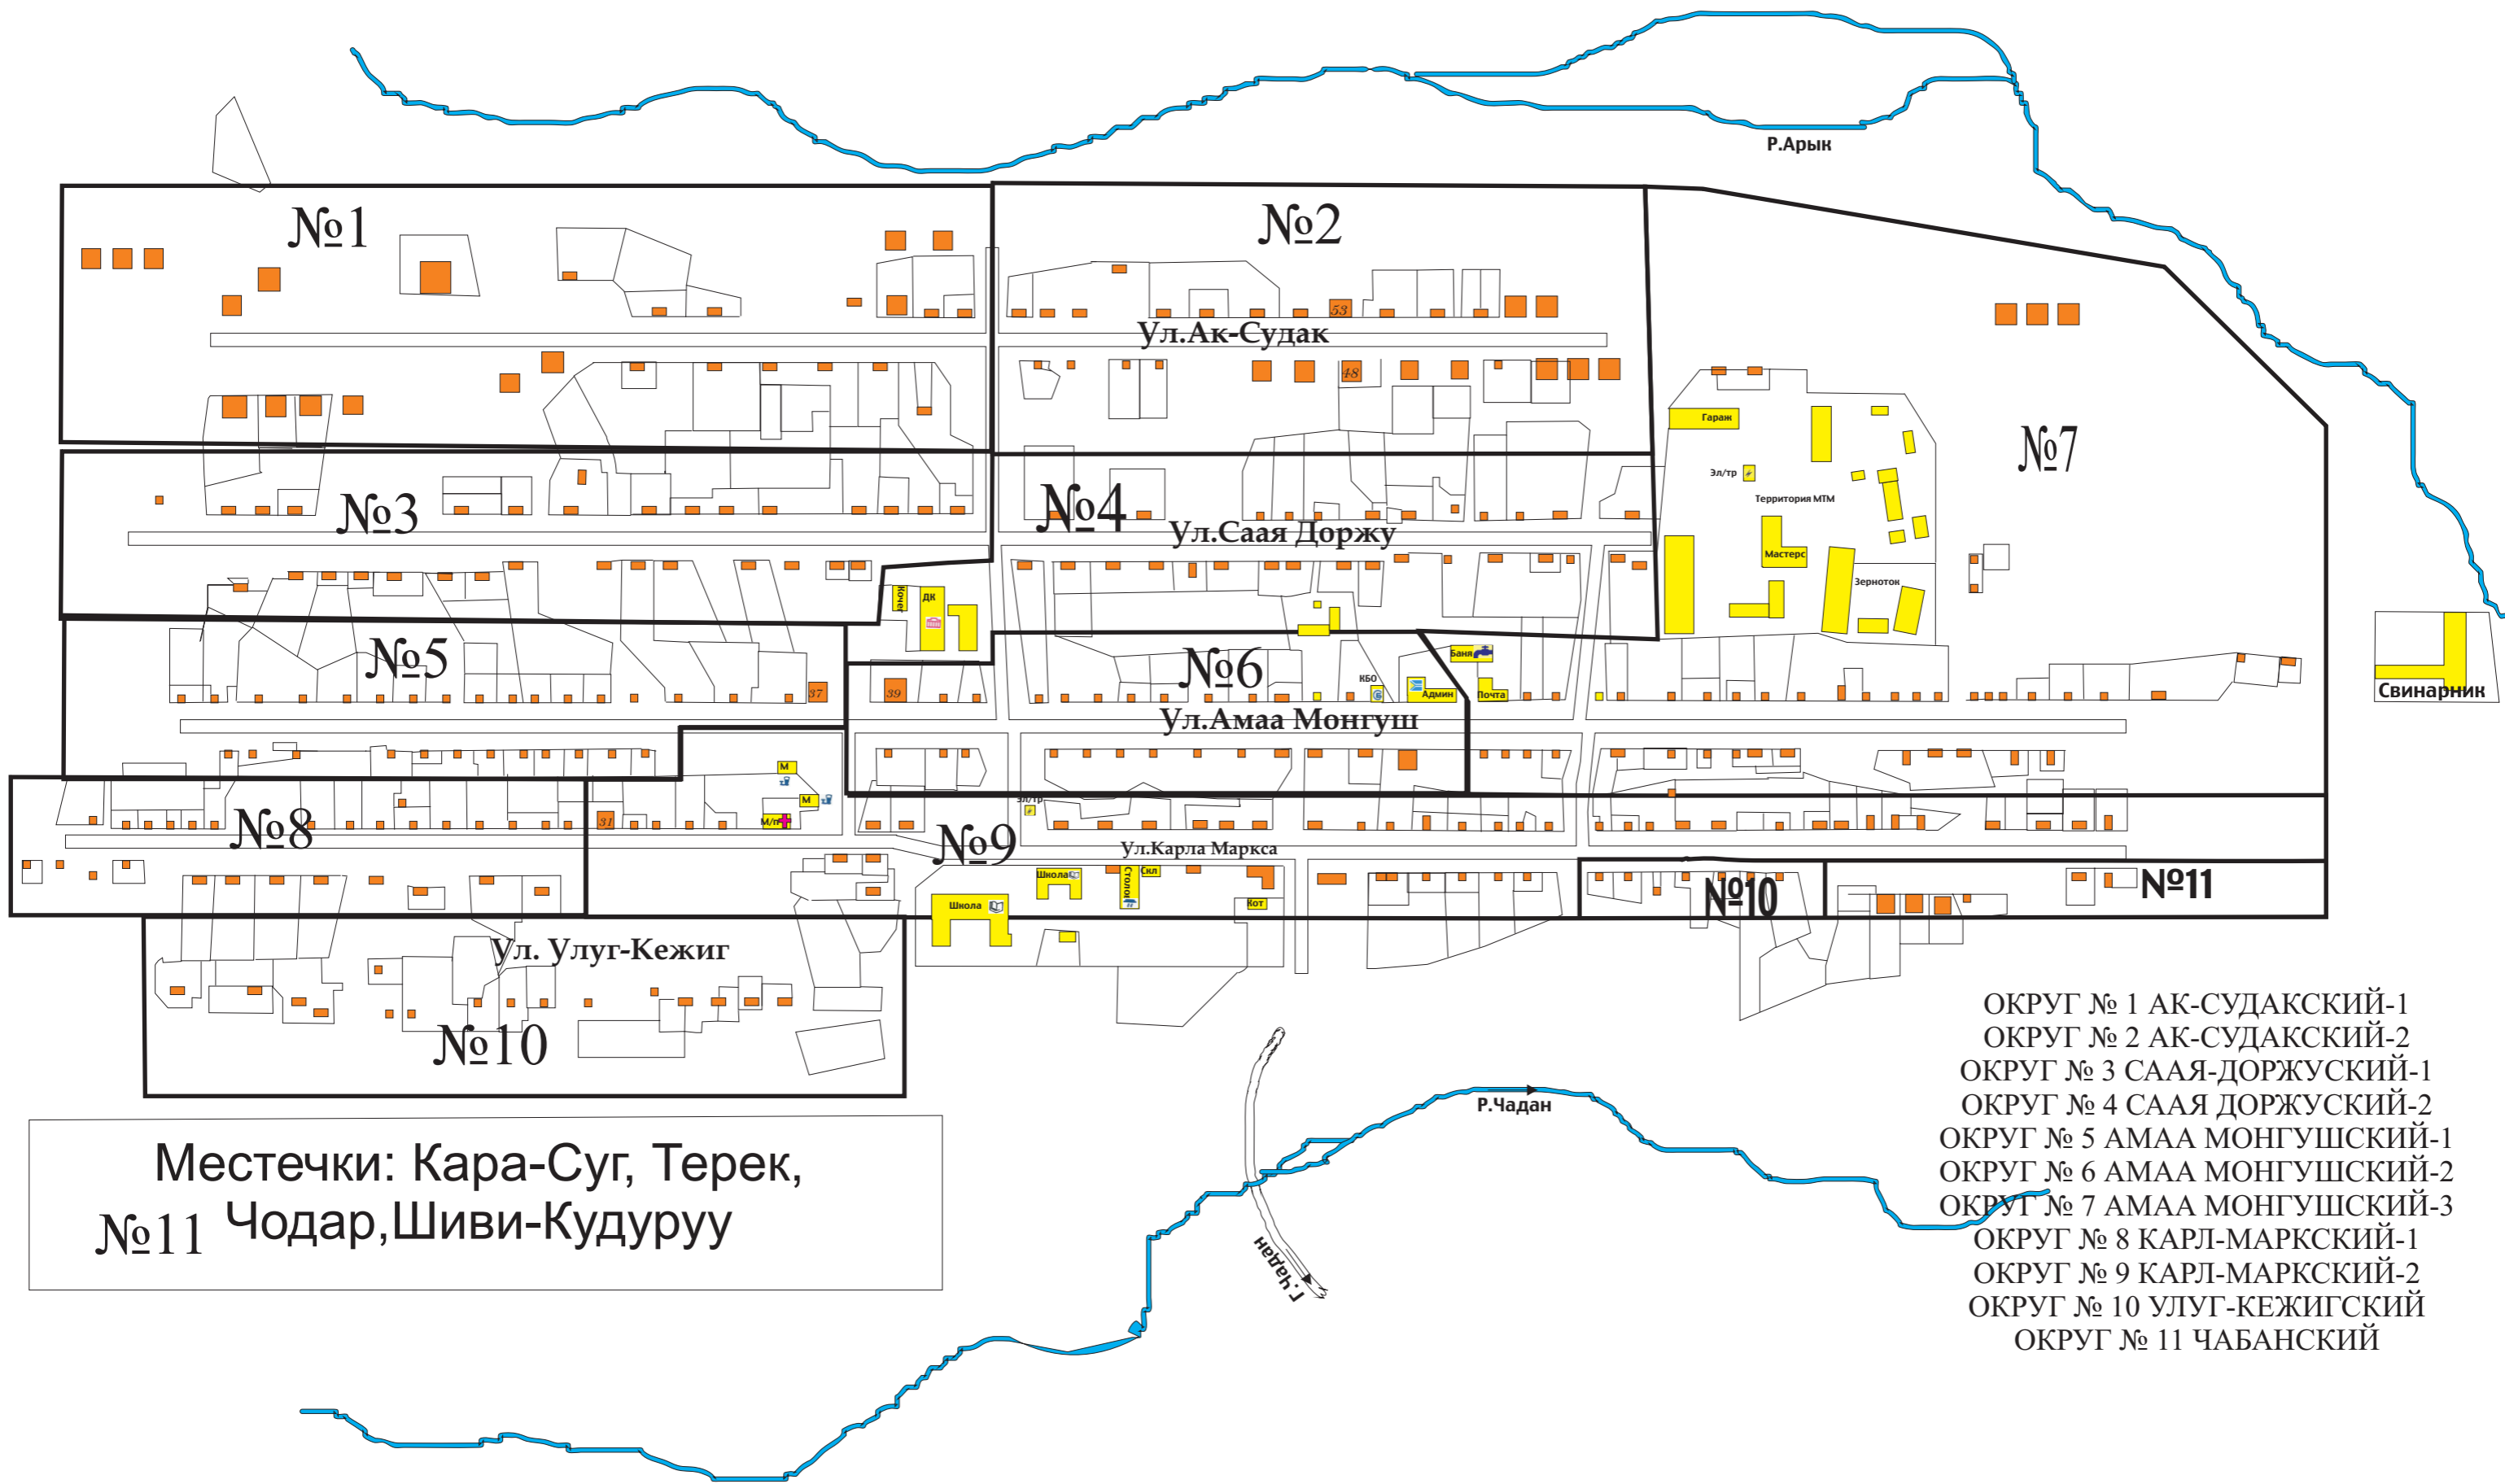 Р.Арык
№1
№2
53
Ул.Ак-Судак
48
Гараж
№7
Эл/тр
Территория МТМ
№3
№4
Ул.Саая Доржу
Мастерс
Зерноток
Кочег
ДК
№5
№6
Баня
КБО
Админ
Почта
37
39
Свинарник
Ул.Амаа Монгуш
М
М
Эл/тр
31
М/п
№8
№9
Ул.Карла Маркса
Школа
Столов
Скл
№10
№11
Школа
Кот
Ул. Улуг-Кежиг
№10
ОКРУГ № 1 АК-СУДАКСКИЙ-1
ОКРУГ № 2 АК-СУДАКСКИЙ-2
ОКРУГ № 3 СААЯ-ДОРЖУСКИЙ-1
ОКРУГ № 4 СААЯ ДОРЖУСКИЙ-2
ОКРУГ № 5 АМАА МОНГУШСКИЙ-1
ОКРУГ № 6 АМАА МОНГУШСКИЙ-2
ОКРУГ № 7 АМАА МОНГУШСКИЙ-3
ОКРУГ № 8 КАРЛ-МАРКСКИЙ-1
ОКРУГ № 9 КАРЛ-МАРКСКИЙ-2
ОКРУГ № 10 УЛУГ-КЕЖИГСКИЙ
ОКРУГ № 11 ЧАБАНСКИЙ
Р.Чадан
Местечки: Кара-Суг, Терек,
№11 Чодар,Шиви-Кудуруу
Г.Чадан